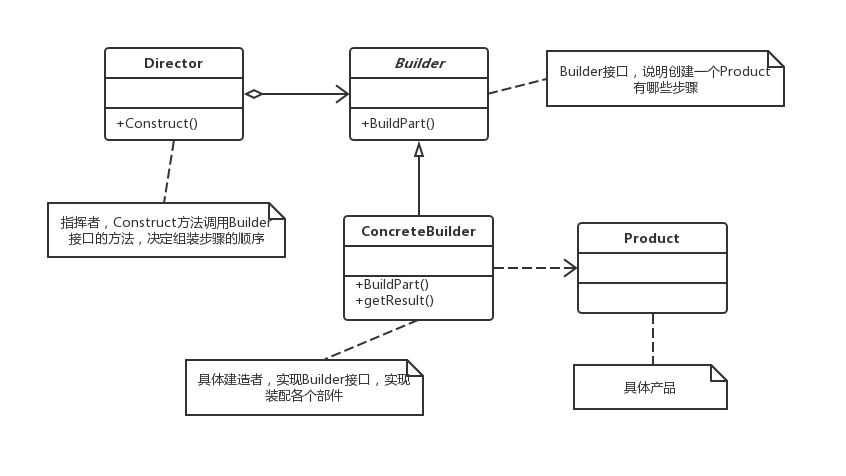 Director
Builder
+Construct()
+BuildPart()
Builder接口，说明创建一个Product
有哪些步骤
指挥者，Construct方法调用Builder
接口的方法，决定组装步骤的顺序
ConcreteBuilder
+BuildPart()
+getResult()
Product
具体建造者，实现Builder接口，实现
装配各个部件
具体产品